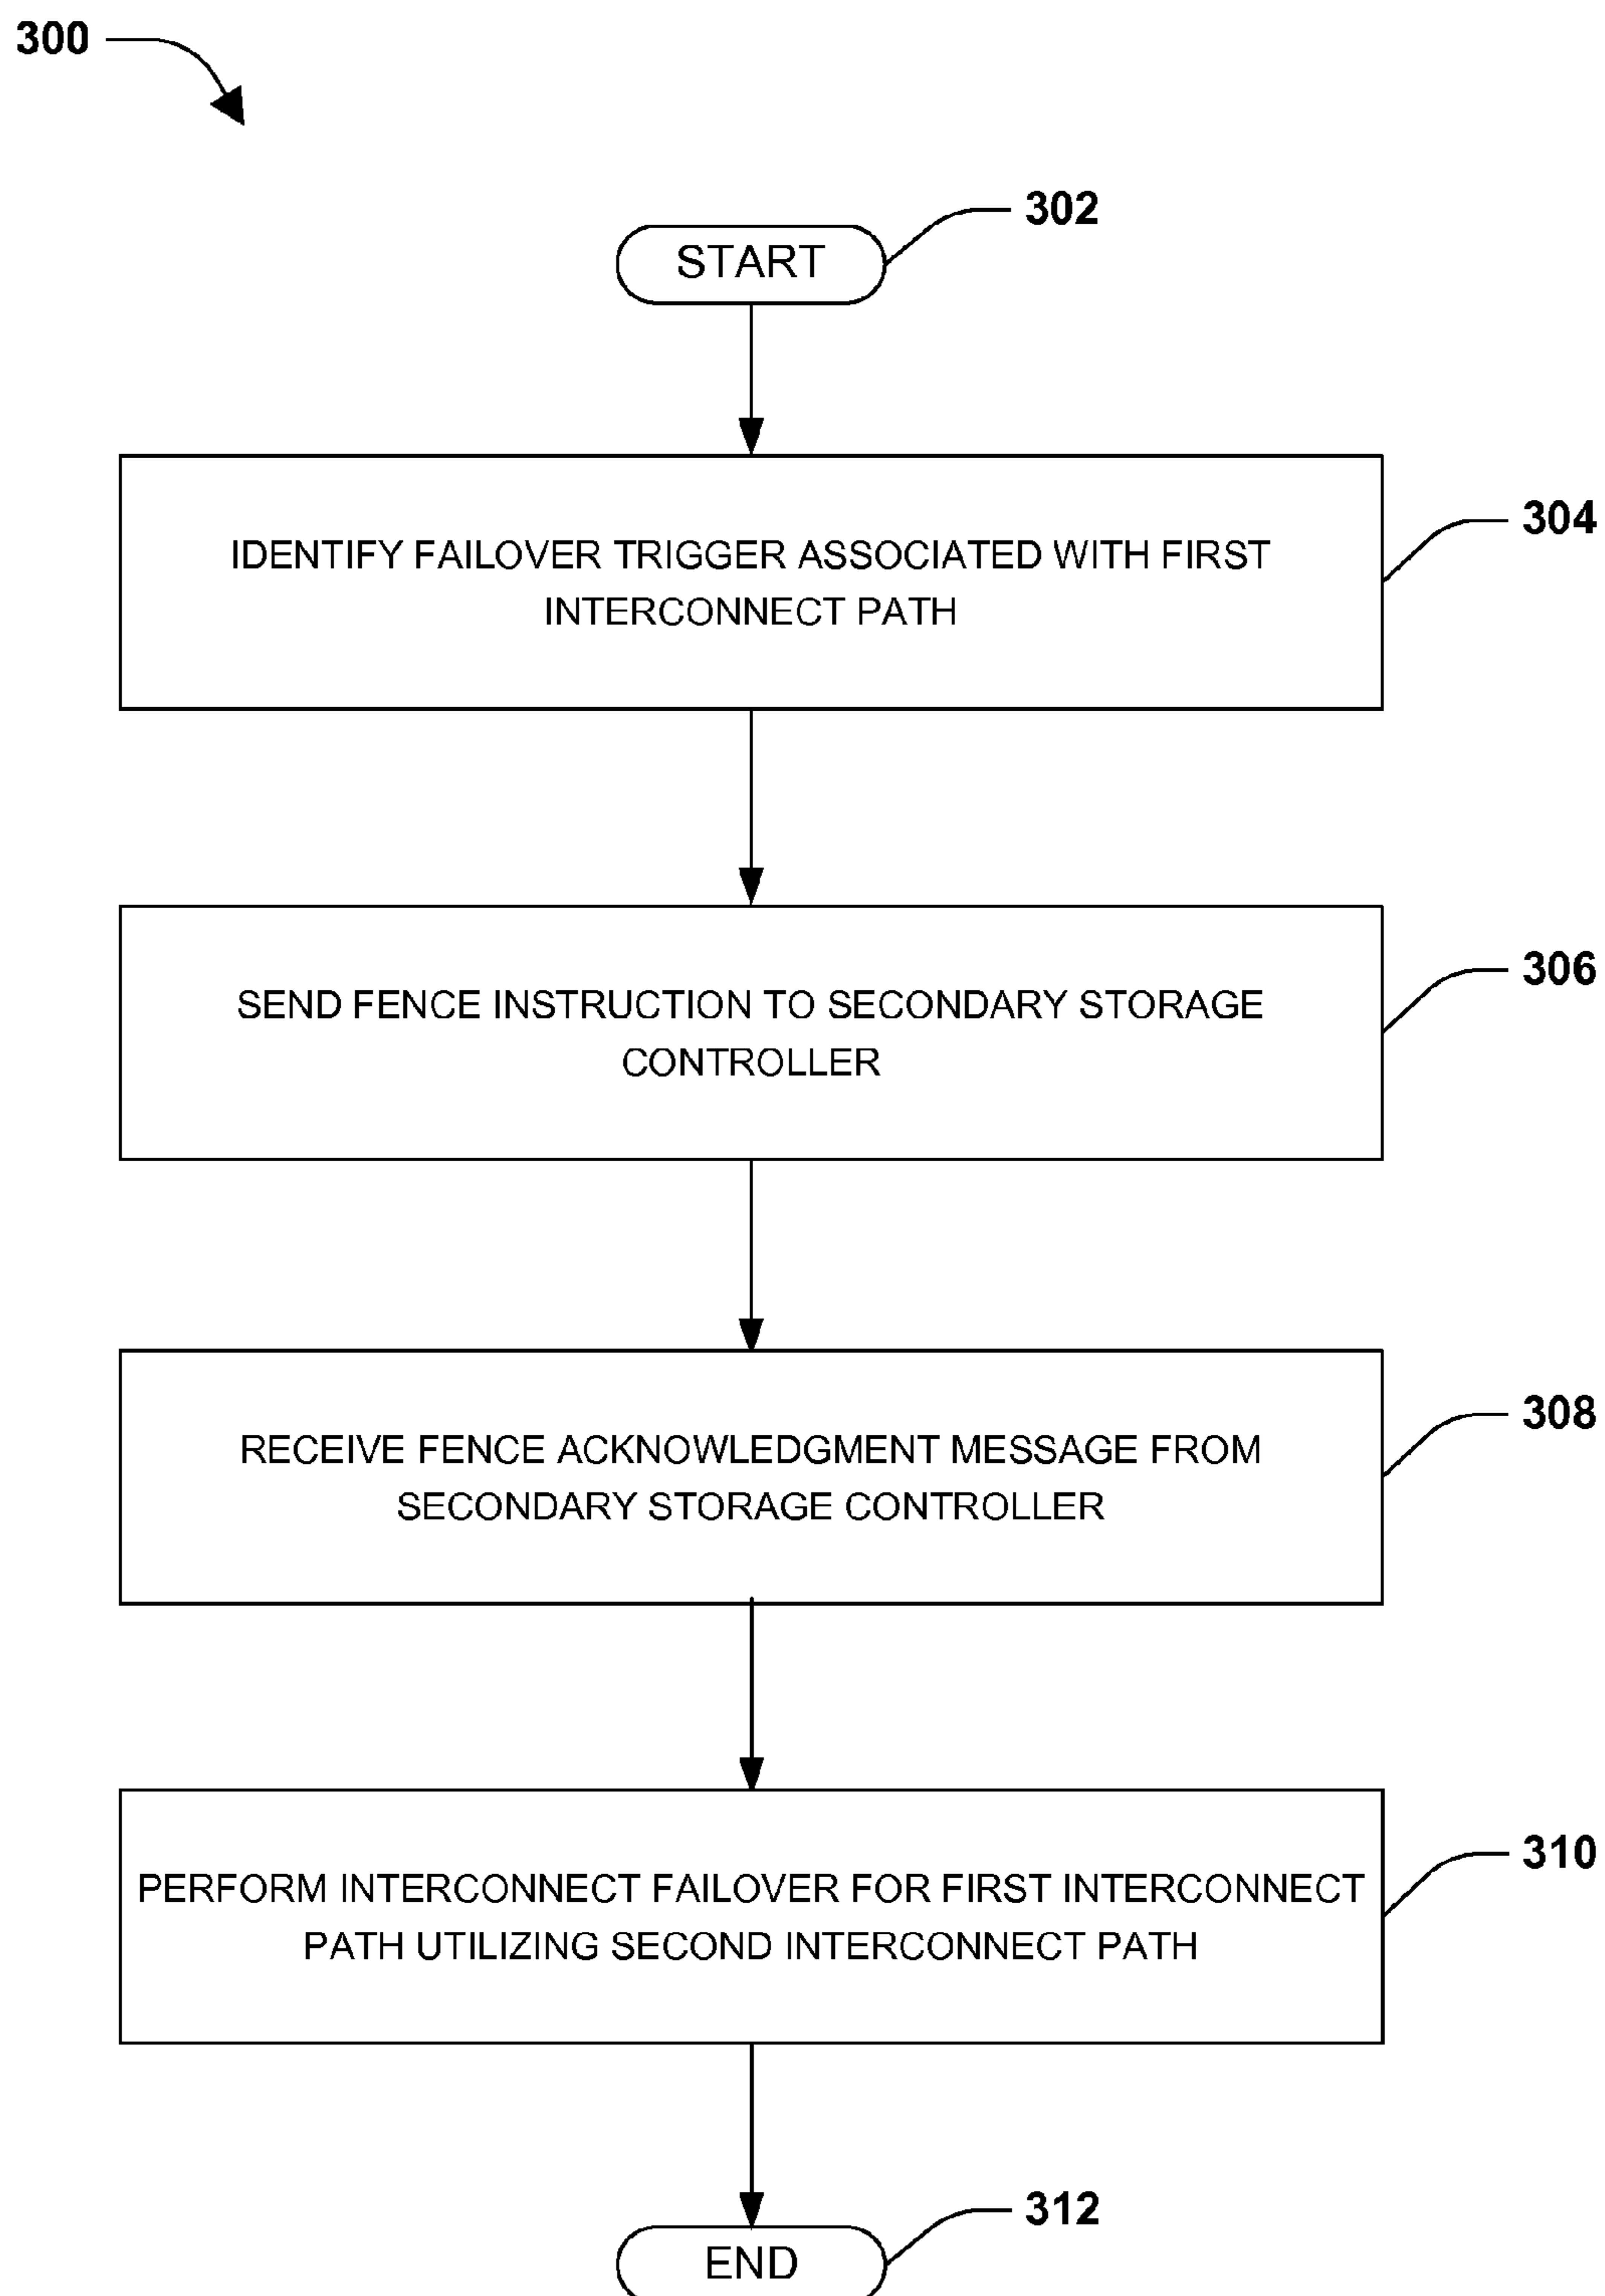 300
302
START
304
IDENTIFY FAILOVER TRIGGER ASSOCIATED WITH FIRST
INTERCONNECT PATH
306
SEND FENCE INSTRUCTION TO SECONDARY STORAGE
CONTROLLER
308
RECEIVE FENCE ACKNOWLEDGMENT MESSAGE FROM
SECONDARY STORAGE CONTROLLER
310
PERFORM INTERCONNECT FAILOVER FOR FIRST INTERCONNECT
PATH UTILIZING SECOND INTERCONNECT PATH
312
END